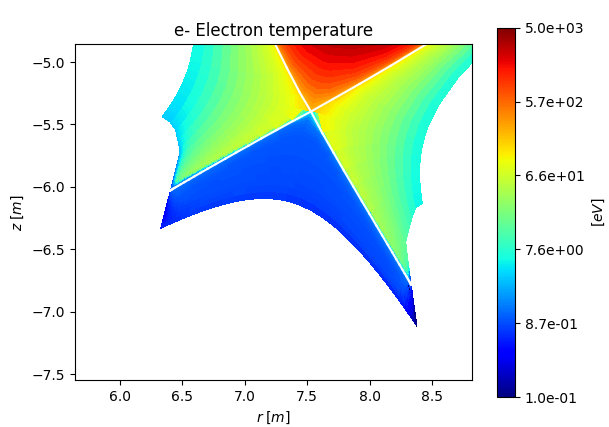 e- Electron temperature
5.0e+03
−5.0
5.7e+02
−5.5
6.6e+01
−6.0
z [m]
[eV]
−6.5
7.6e+00
−7.0
8.7e-01
−7.5
1.0e-01
6.0 6.5 7.0 7.5 8.0 8.5
r [m]